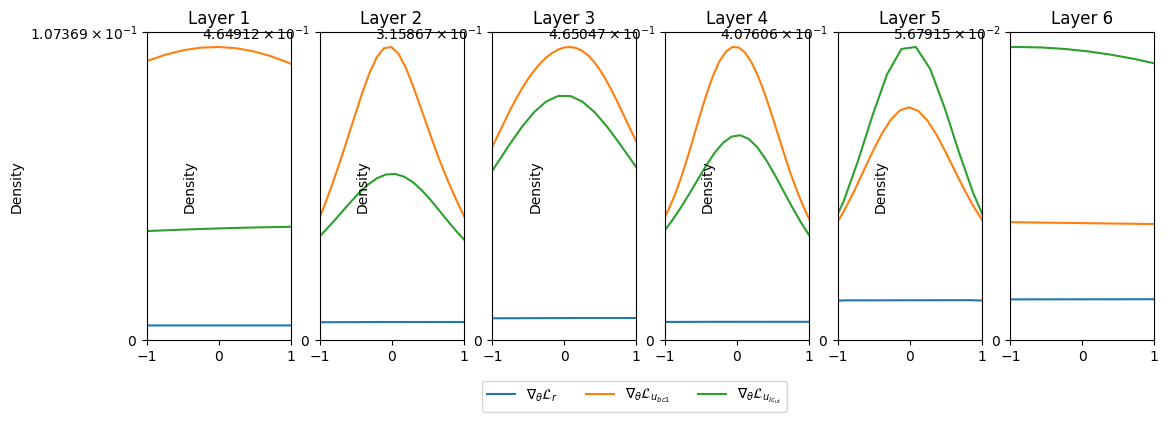 Layer 1 Layer 2 Layer 3 Layer 4 Layer 5 Layer 6
1.07369 × 10⁻¹ 4.64912 × 10⁻¹ 3.15867 × 10⁻¹ 4.65047 × 10⁻¹ 4.07606 × 10⁻¹ 5.67915 × 10⁻²
Density Density Density Density Density Density
0 0 0 0 0 0
−1 0 1 −1 0 1 −1 0 1 −1 0 1 −1 0 1 −1 0 1
∇θℒr ∇θℒu_bc1 ∇θℒu_ic_ut